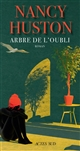 NANCY
HUSTON
ARBRE DE L'OUBLI
ROMAN
ACTES SUD